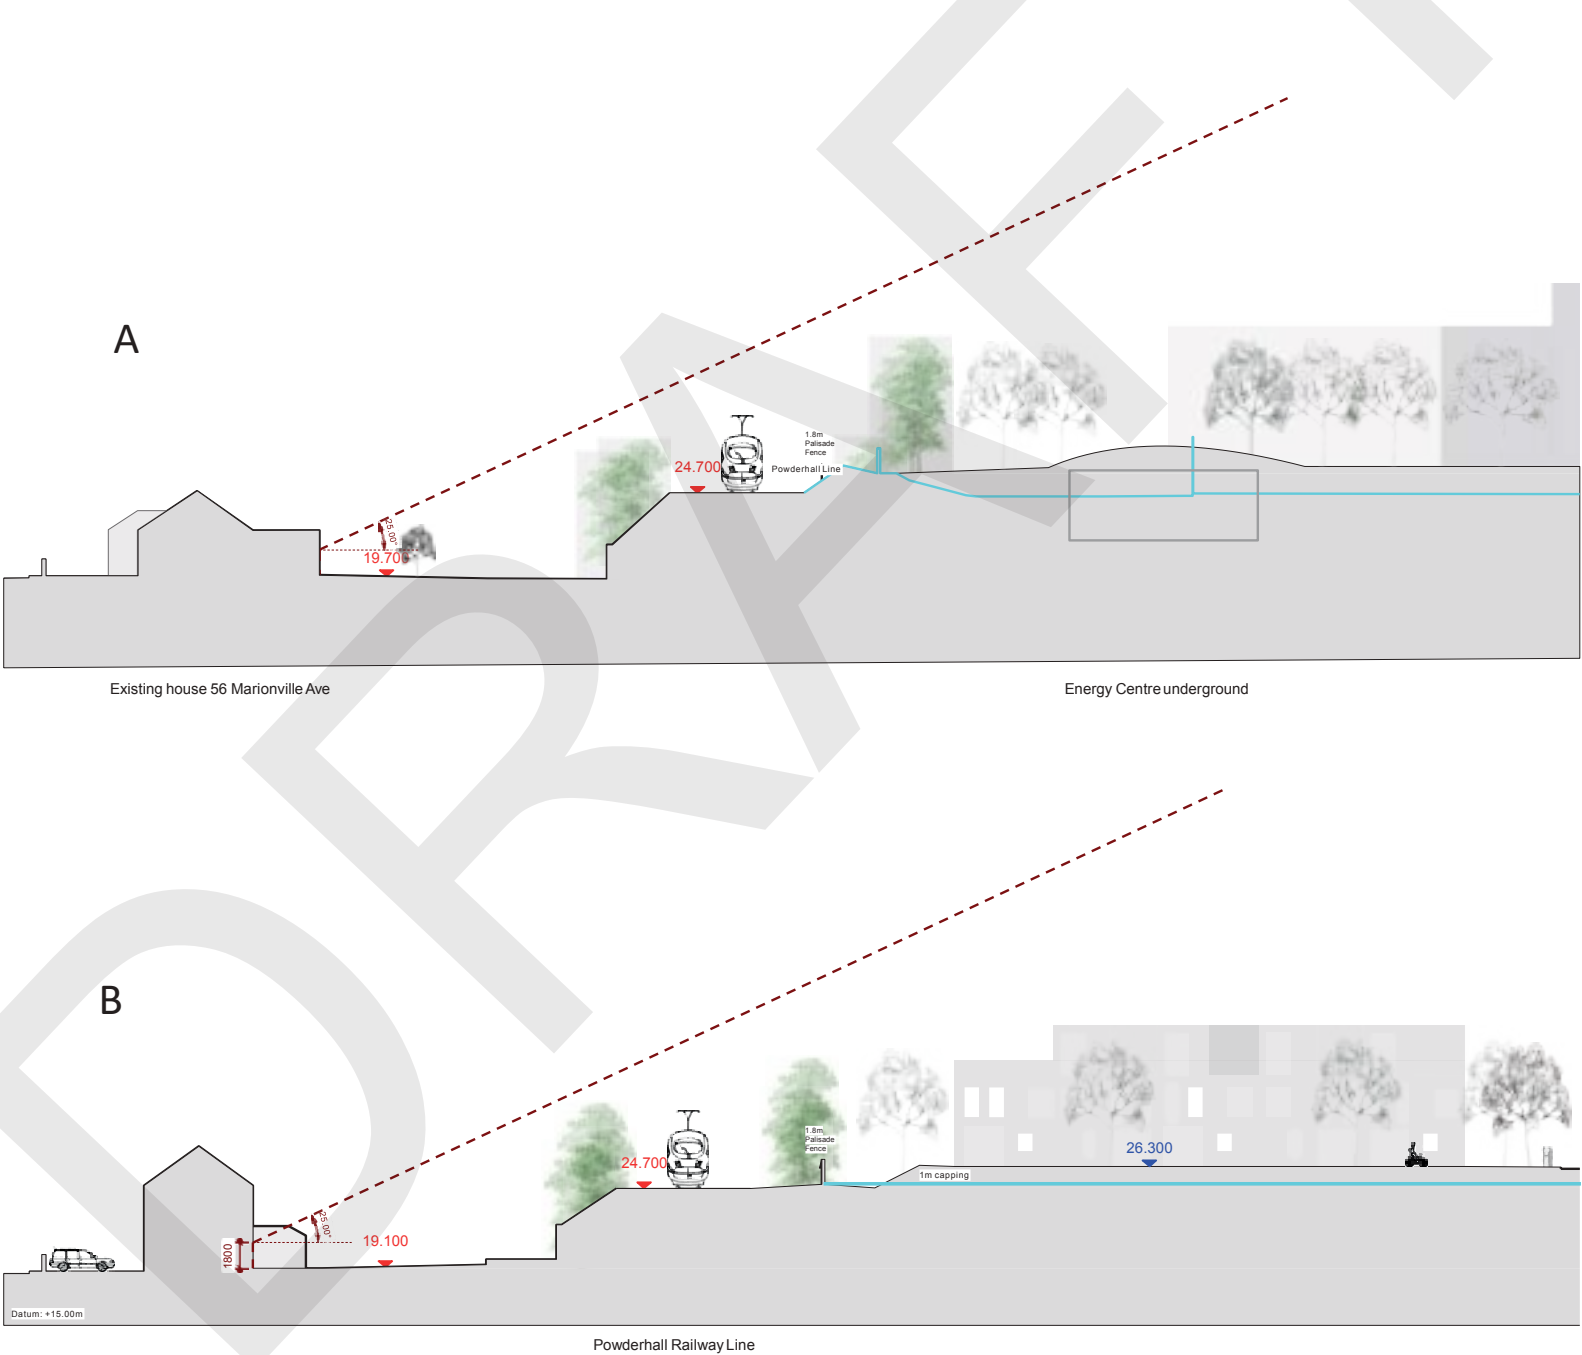 A
1.8m
Palisade
Fence
24.700
Powderhall Line
25.00°
19.700
Existing house 56 Marionville Ave
Energy Centre underground
B
1.8m
Palisade
Fence
24.700
26.300
1m capping
25.00°
1800
19.100
Datum: +15.00m
Powderhall Railway Line
DRAFT